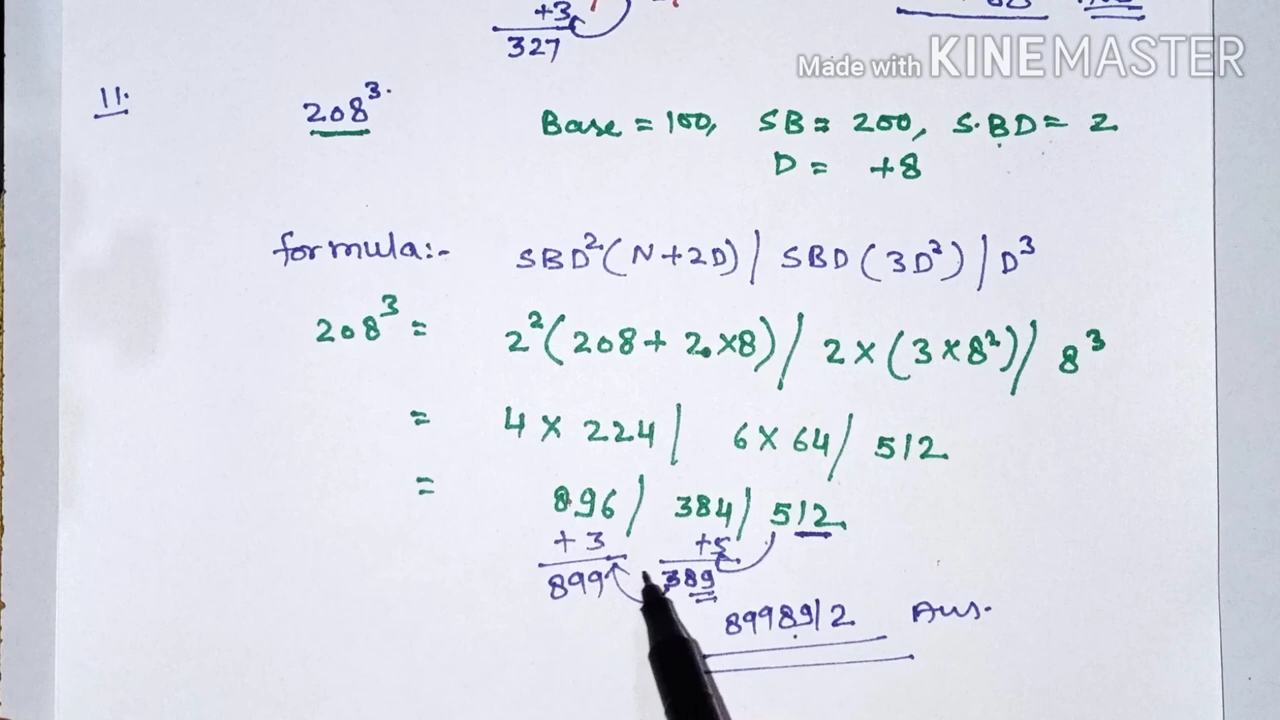 +3
327
Made with KINEMASTER
11. 208³. Base = 100, SB = 200, S.BD = 2
D = +8
formula:- SBD²(N+2D) / SBD(3D²) / D³
208³ = 2²(208 + 2×8) / 2×(3×8²) / 8³
= 4 × 224 / 6×64 / 512
= 896 / 384 / 512
+3 +5
899 389
8998912 Ans.